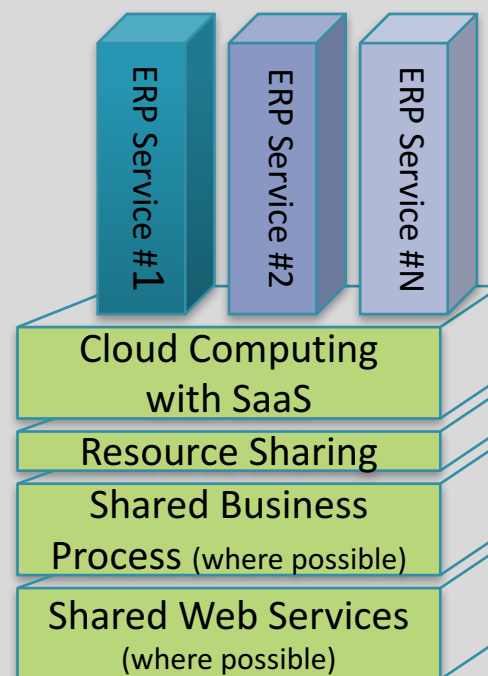 ERP Service #1
ERP Service #2
ERP Service #N
Cloud Computing
with SaaS
Resource Sharing
Shared Business
Process (where possible)
Shared Web Services
(where possible)